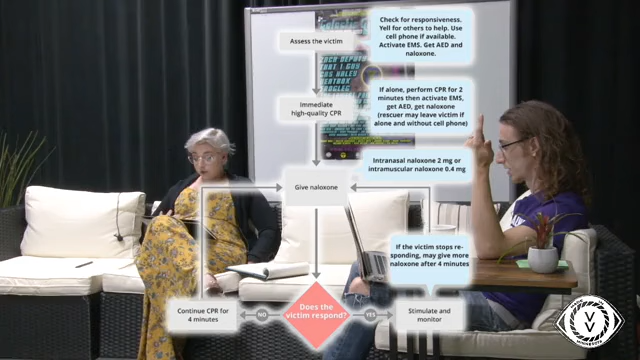 Assess the victim
Check for responsiveness.
Yell for others to help. Use
cell phone if available.
Activate EMS. Get AED and
naloxone.
Immediate
high-quality CPR
If alone, perform CPR for 2
minutes then activate EMS,
get AED, get naloxone
(rescuer may leave victim if
alone and without cell phone)
Give naloxone
Intranasal naloxone 2 mg or
intramuscular naloxone 0.4 mg
If the victim stops re-
sponding, may give more
naloxone after 4 minutes
Continue CPR for
4 minutes
NO
Does the
victim respond?
YES
Stimulate and
monitor